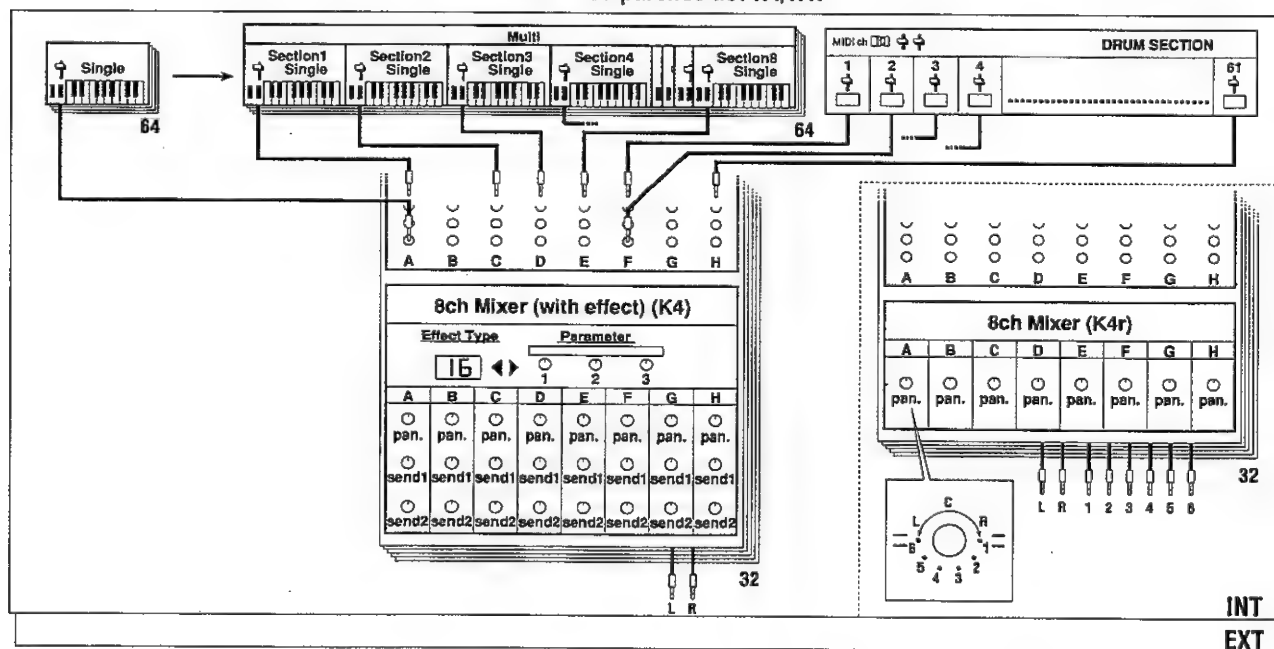 Multi
Single
64
Section1
Single
Section2
Single
Section3
Single
Section4
Single
Section8
Single
64
MIDI ch
DRUM SECTION
1 2 3 4 61
A B C D E F G H
8ch Mixer (with effect) (K4)
Effect Type Parameter
16
1 2 3
A B C D E F G H
pan. pan. pan. pan. pan. pan. pan. pan.
send1 send1 send1 send1 send1 send1 send1 send1
send2 send2 send2 send2 send2 send2 send2 send2
32
L R
A B C D E F G H
8ch Mixer (K4r)
A B C D E F G H
pan. pan. pan. pan. pan. pan. pan. pan.
32
L R 1 2 3 4 5 6
C
L R
6 1
5 2
4 3
INT
EXT